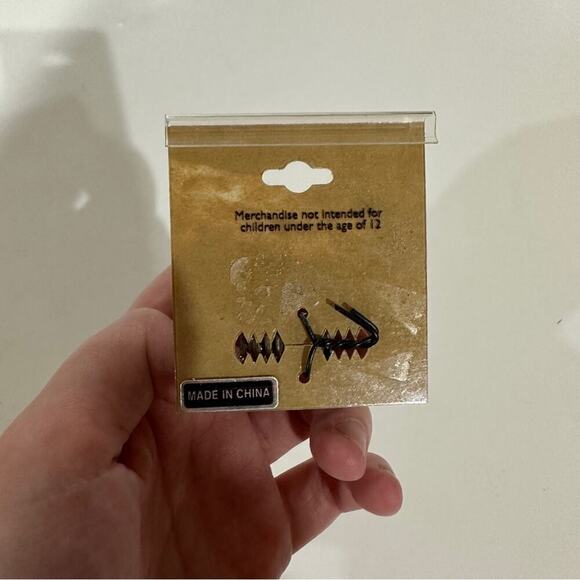 Merchandise not intended for
children under the age of 12
MADE IN CHINA